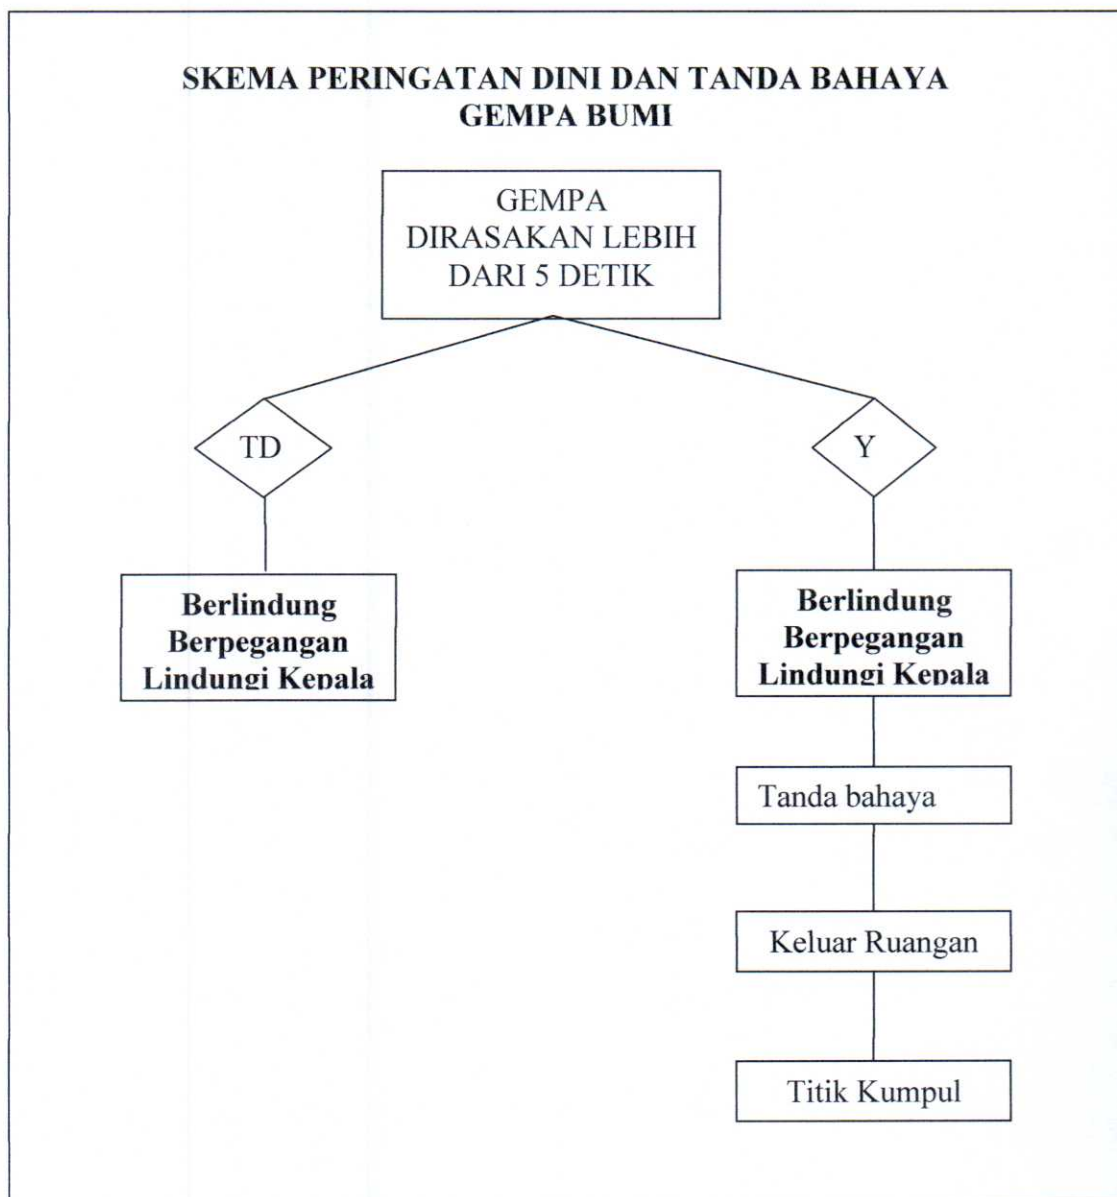 SKEMA PERINGATAN DINI DAN TANDA BAHAYA
GEMPA BUMI
GEMPA
DIRASAKAN LEBIH
DARI 5 DETIK
TD
Y
Berlindung
Berpegangan
Lindungi Kepala
Berlindung
Berpegangan
Lindungi Kepala
Tanda bahaya
Keluar Ruangan
Titik Kumpul